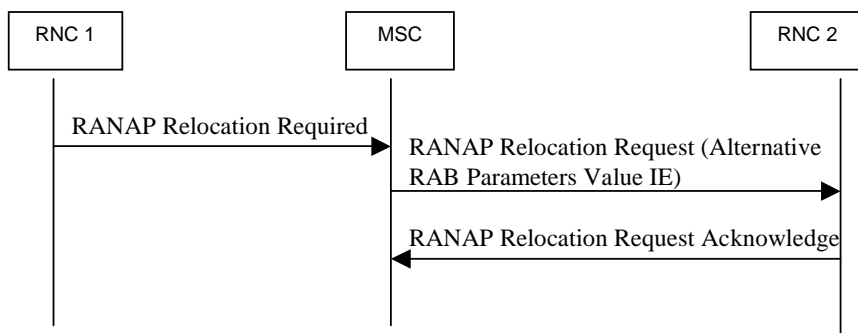 RNC 1
MSC
RNC 2
RANAP Relocation Required
RANAP Relocation Request (Alternative
RAB Parameters Value IE)
RANAP Relocation Request Acknowledge